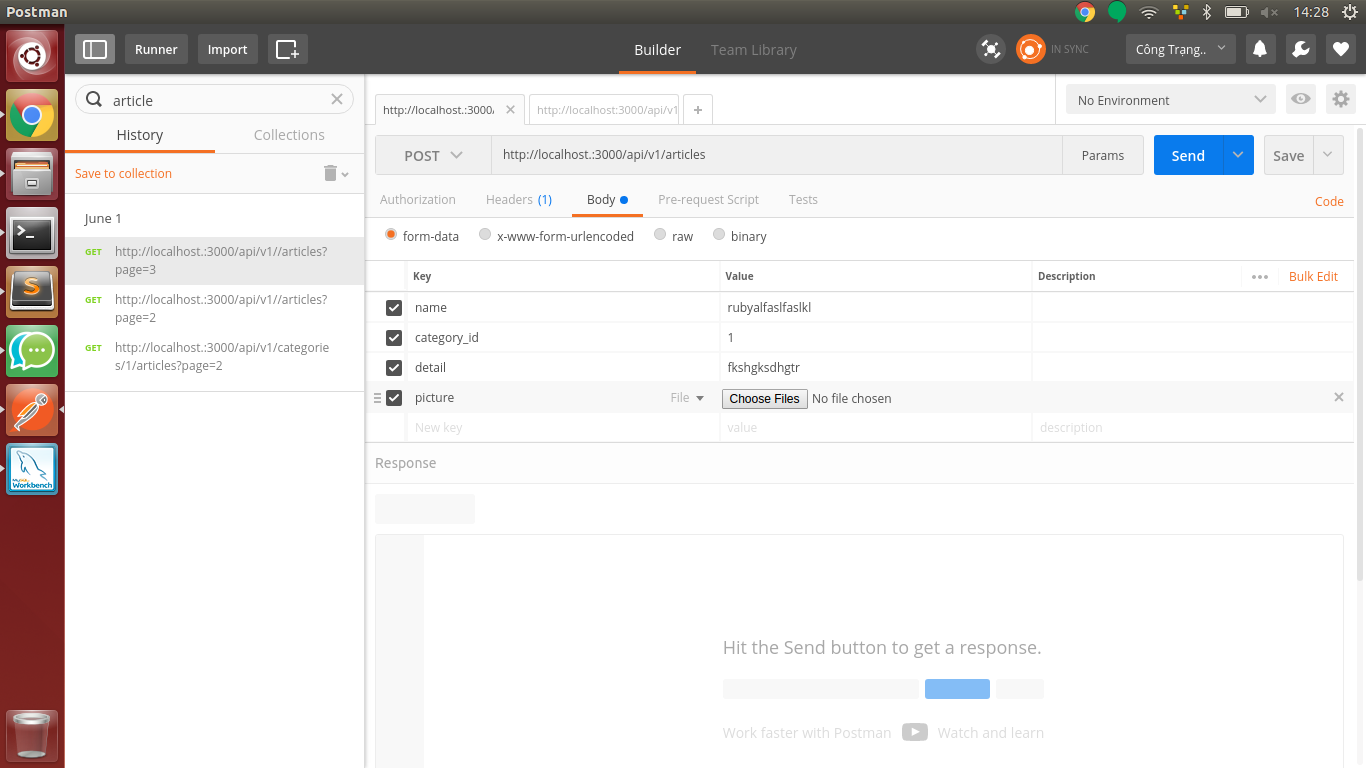 Postman
14:28
Runner
Import
Builder
Team Library
IN SYNC
Công Trạng..
article
History
Collections
Save to collection
June 1
GET http://localhost.:3000/api/v1//articles?
page=3
GET http://localhost.:3000/api/v1//articles?
page=2
GET http://localhost.:3000/api/v1/categorie
s/1/articles?page=2
http://localhost.:3000/
http://localhost:3000/api/v1
+
No Environment
POST
http://localhost.:3000/api/v1/articles
Params
Send
Save
Authorization
Headers (1)
Body
Pre-request Script
Tests
Code
form-data
x-www-form-urlencoded
raw
binary
Key Value Description
Bulk Edit
name rubyalfaslfaslkl
category_id 1
detail fkshgksdhgtr
picture File Choose Files No file chosen
New key value description
Response
Hit the Send button to get a response.
Work faster with Postman Watch and learn
MySQL
Workbench
S